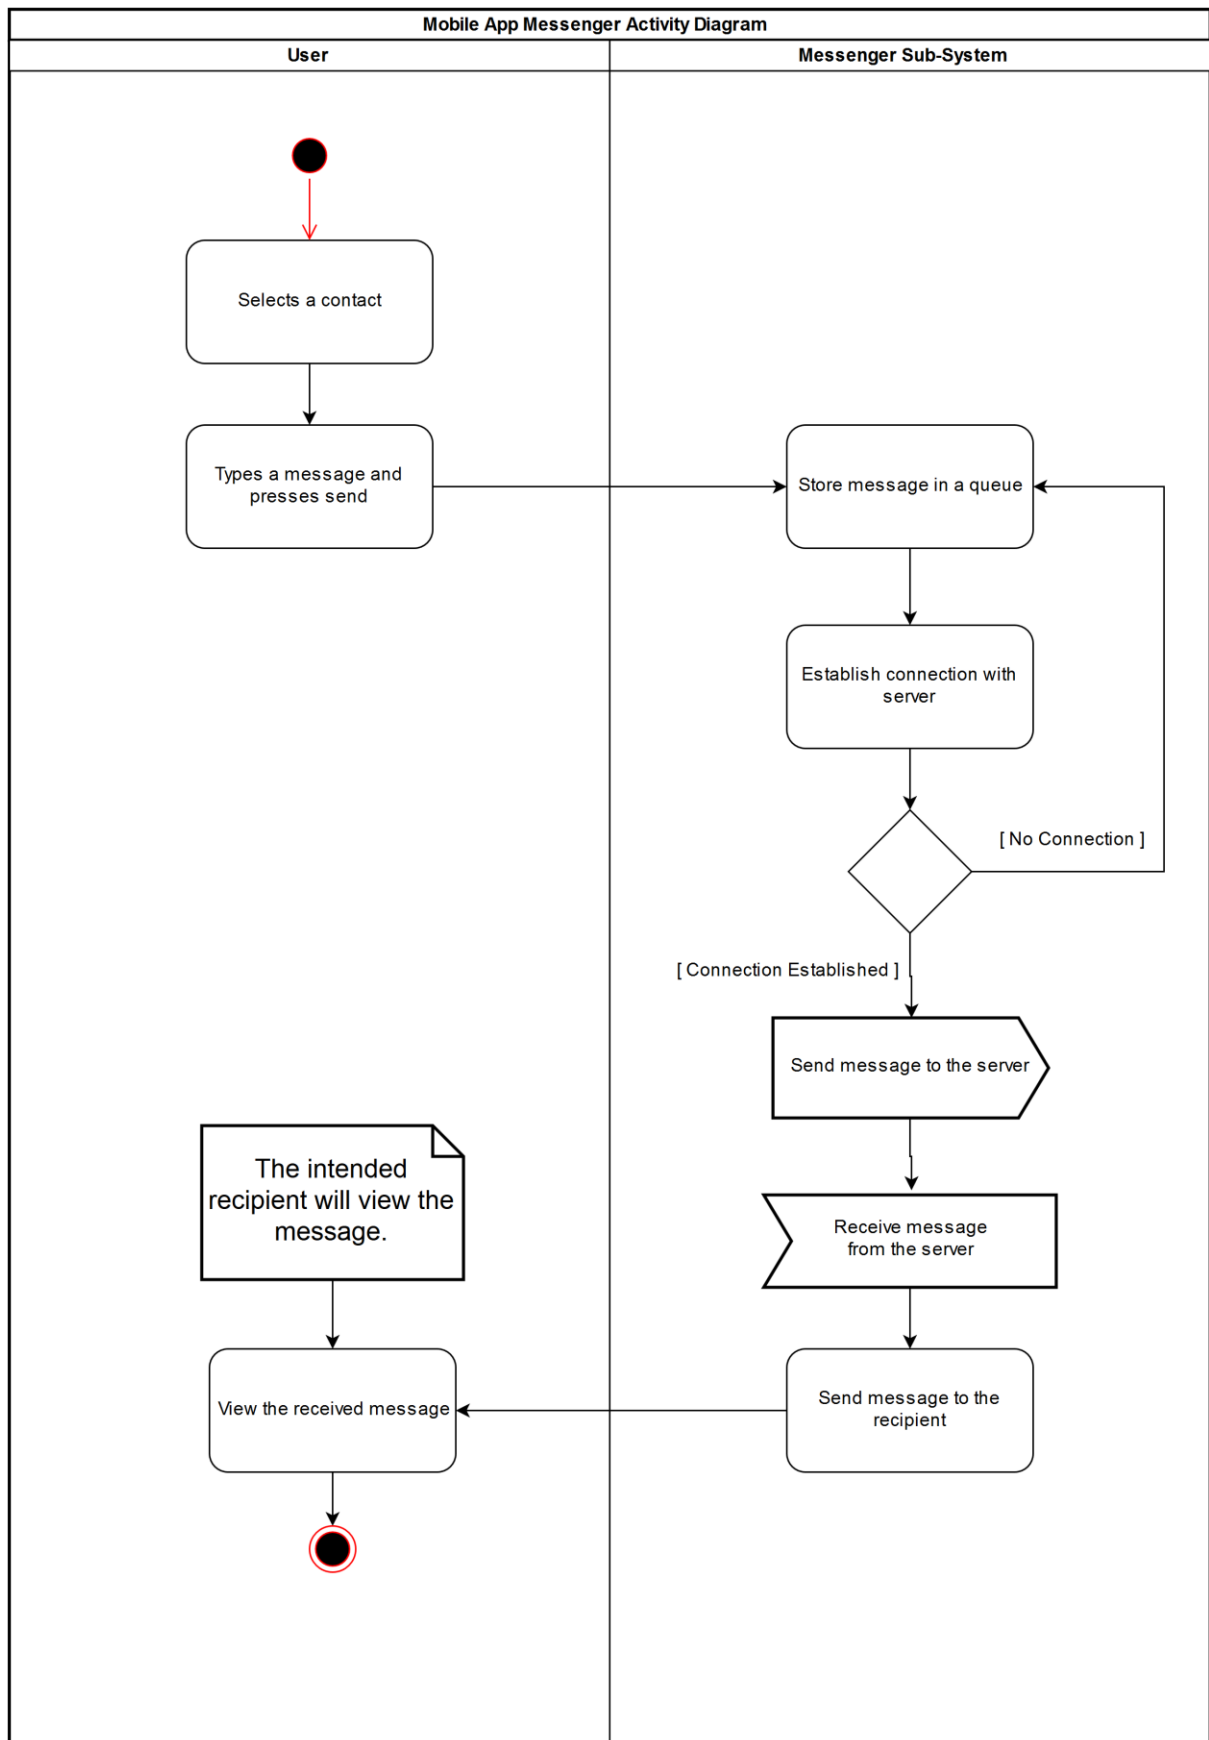 Mobile App Messenger Activity Diagram
User
Messenger Sub-System
Selects a contact
Types a message and
presses send
Store message in a queue
Establish connection with
server
[ No Connection ]
[ Connection Established ]
Send message to the server
The intended
recipient will view the
message.
Receive message
from the server
View the received message
Send message to the
recipient